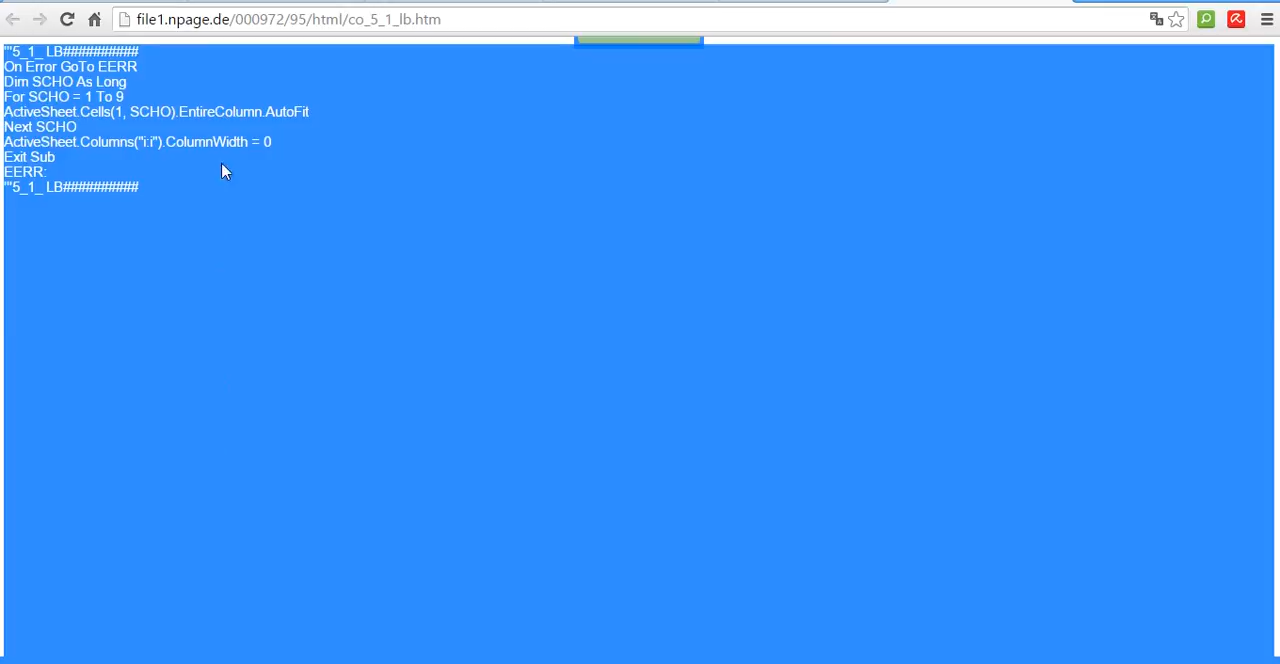 file1.npage.de/000972/95/html/co_5_1_lb.htm
'''5_1_ LB##########
On Error GoTo EERR
Dim SCHO As Long
For SCHO = 1 To 9
ActiveSheet.Cells(1, SCHO).EntireColumn.AutoFit
Next SCHO
ActiveSheet.Columns("i:i").ColumnWidth = 0
Exit Sub
EERR:
'''5_1_ LB##########